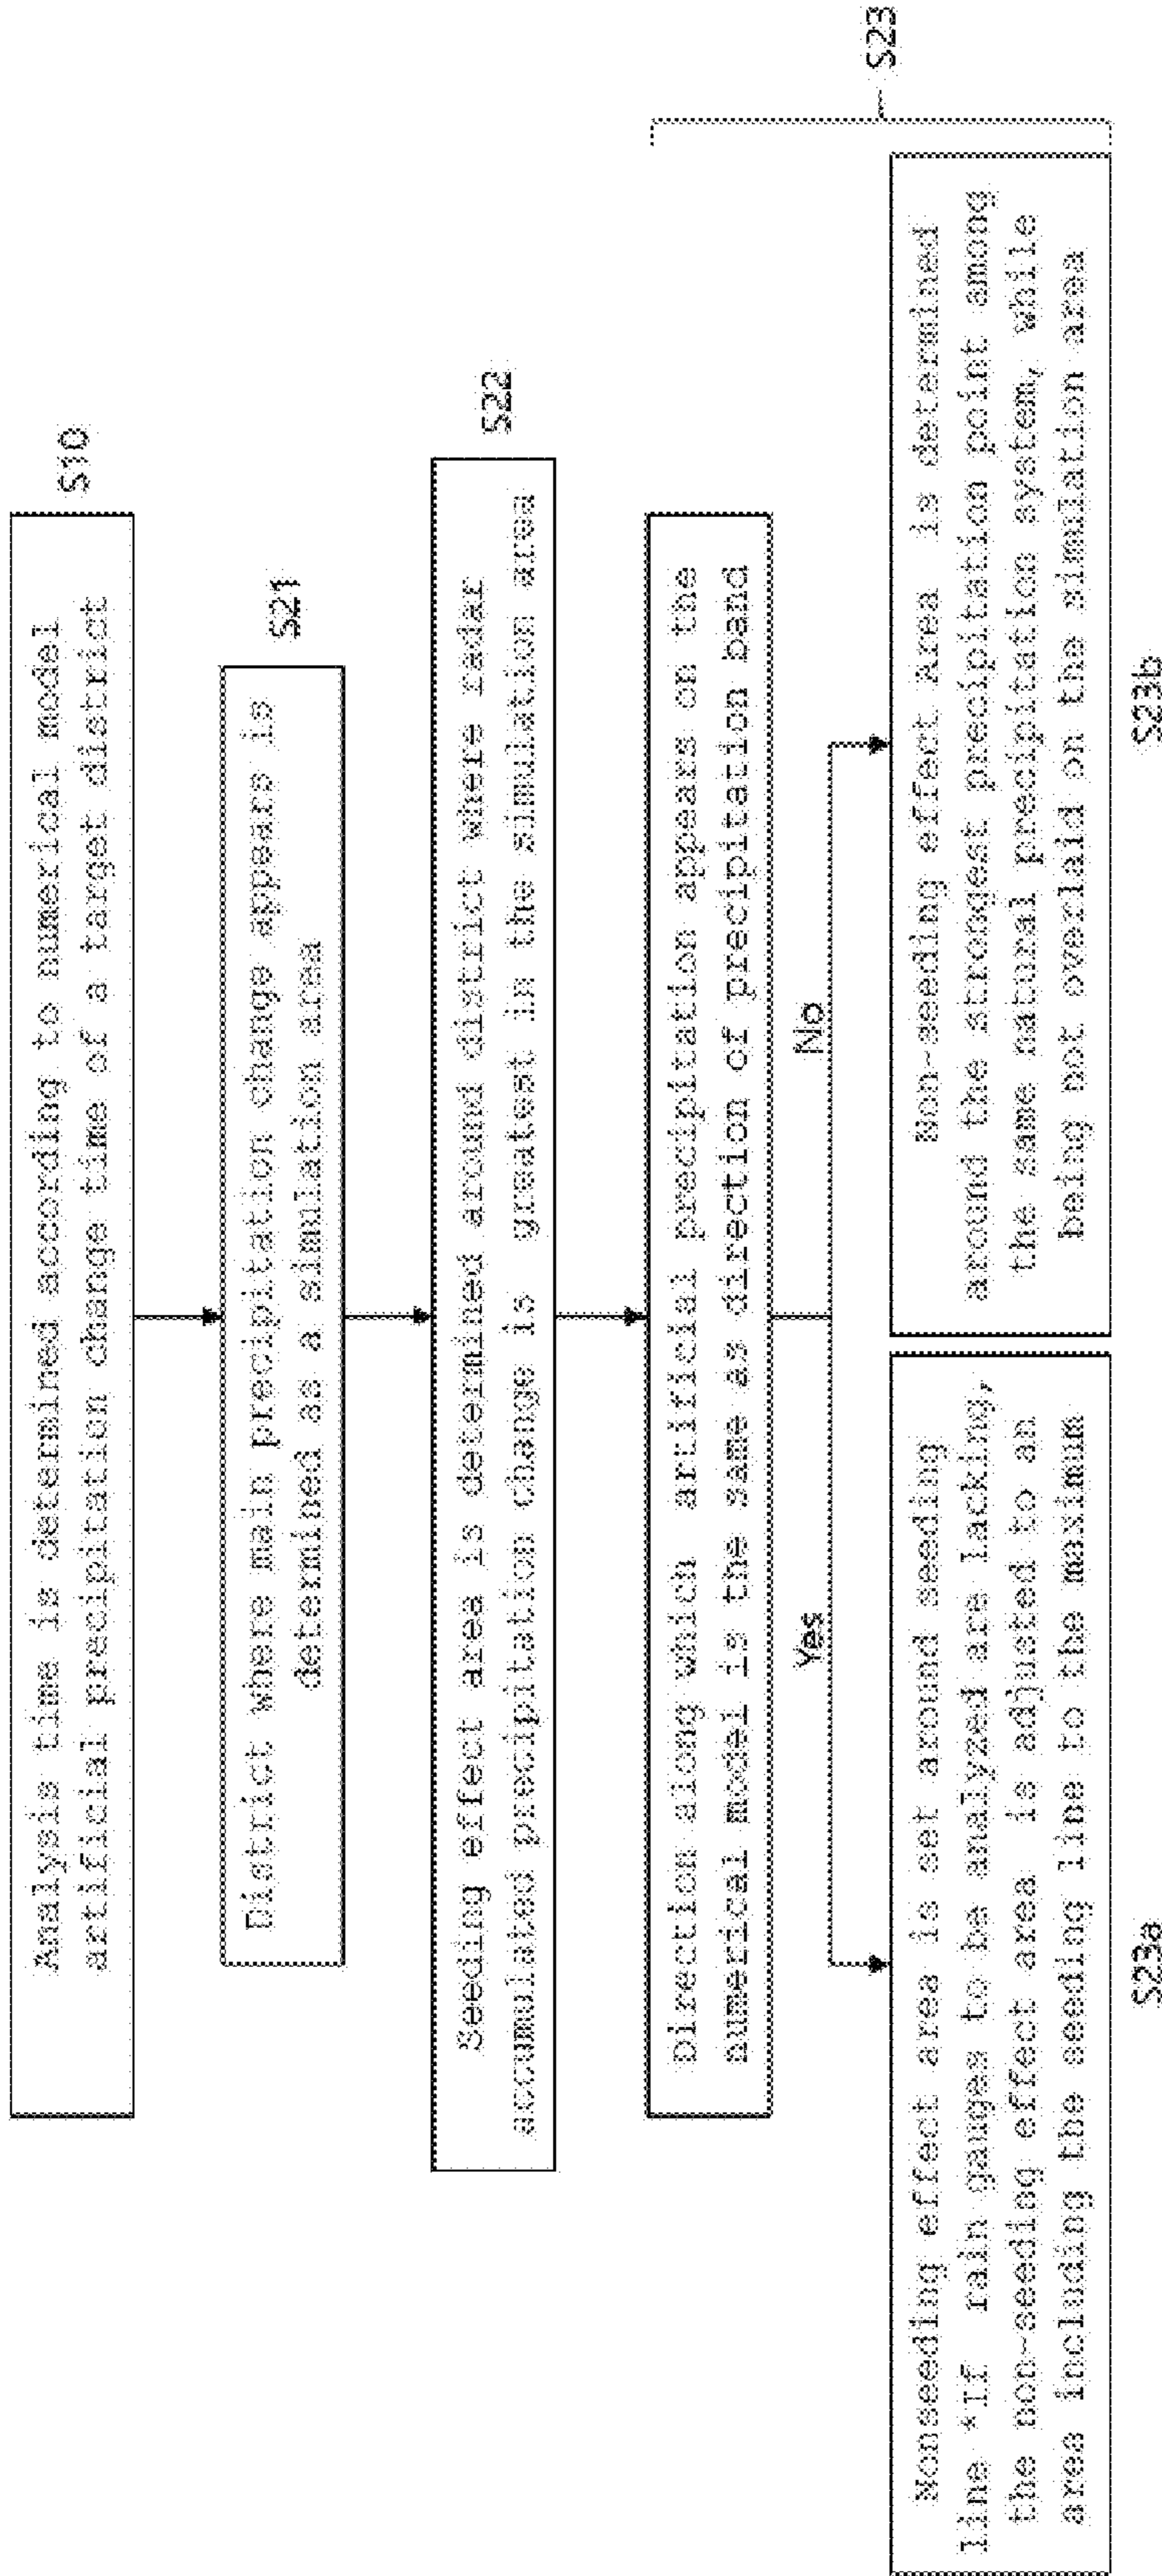 Analysis time is determined according to numerical model
artificial precipitation change time of a target district
S10
District where main precipitation change appears is
determined as a simulation area
S21
Seeding effect area is determined around district where radar
accumulated precipitation change is greatest in the simulation area
S22
Direction along which artificial precipitation appears on the
numerical model is the same as direction of precipitation band
Yes
No
Nonseeding effect area is set around seeding
line *If rain gauges to be analyzed are lacking,
the non-seeding effect area is adjusted to an
area including the seeding line to the maximum
S23a
Non-seeding effect Area is determined
around the strongest precipitation point among
the same natural precipitation system, while
being not overlaid on the simulation area
S23b
S23